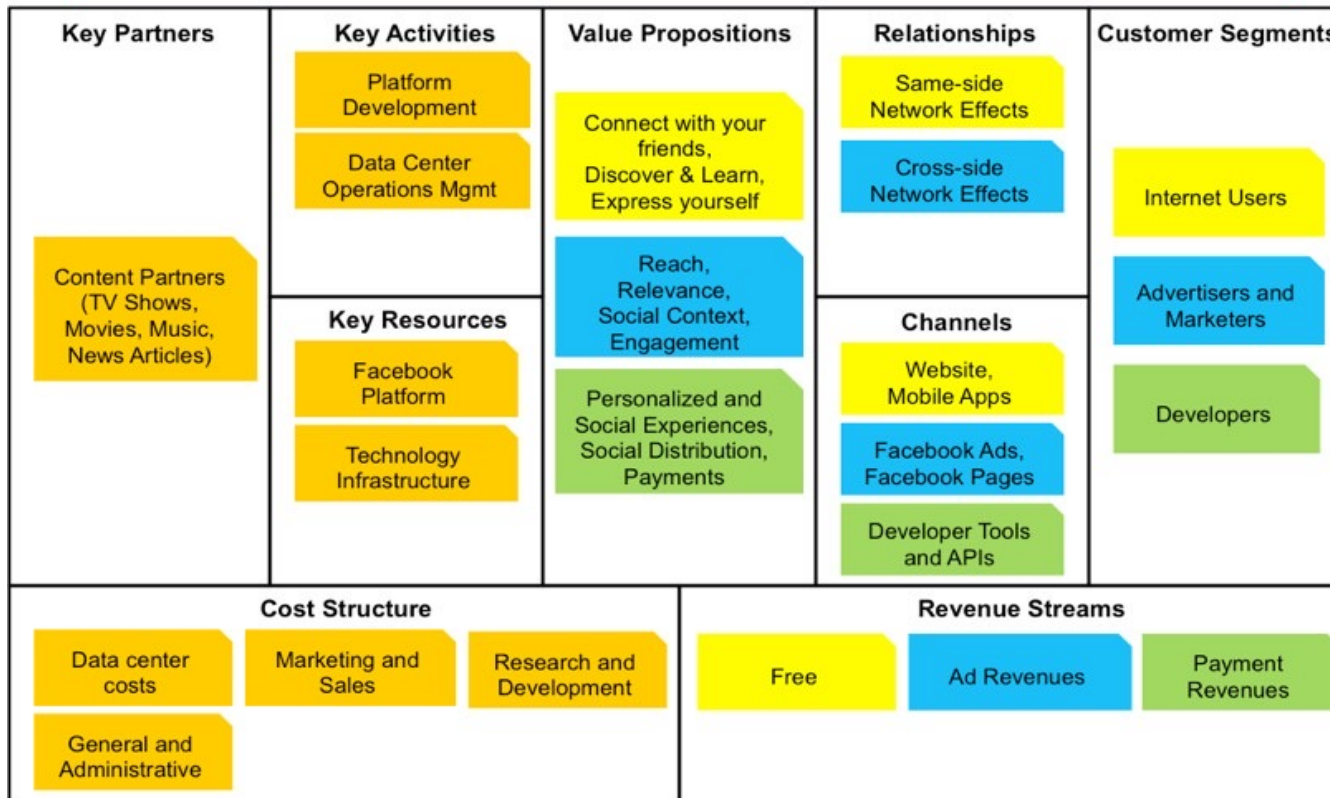 Key Partners
Content Partners
(TV Shows,
Movies, Music,
News Articles)
Key Activities
Platform
Development
Data Center
Operations Mgmt
Key Resources
Facebook
Platform
Technology
Infrastructure
Value Propositions
Connect with your
friends,
Discover & Learn,
Express yourself
Reach,
Relevance,
Social Context,
Engagement
Personalized and
Social Experiences,
Social Distribution,
Payments
Relationships
Same-side
Network Effects
Cross-side
Network Effects
Channels
Website,
Mobile Apps
Facebook Ads,
Facebook Pages
Developer Tools
and APIs
Customer Segments
Internet Users
Advertisers and
Marketers
Developers
Cost Structure
Data center
costs
Marketing and
Sales
Research and
Development
General and
Administrative
Revenue Streams
Free
Ad Revenues
Payment
Revenues